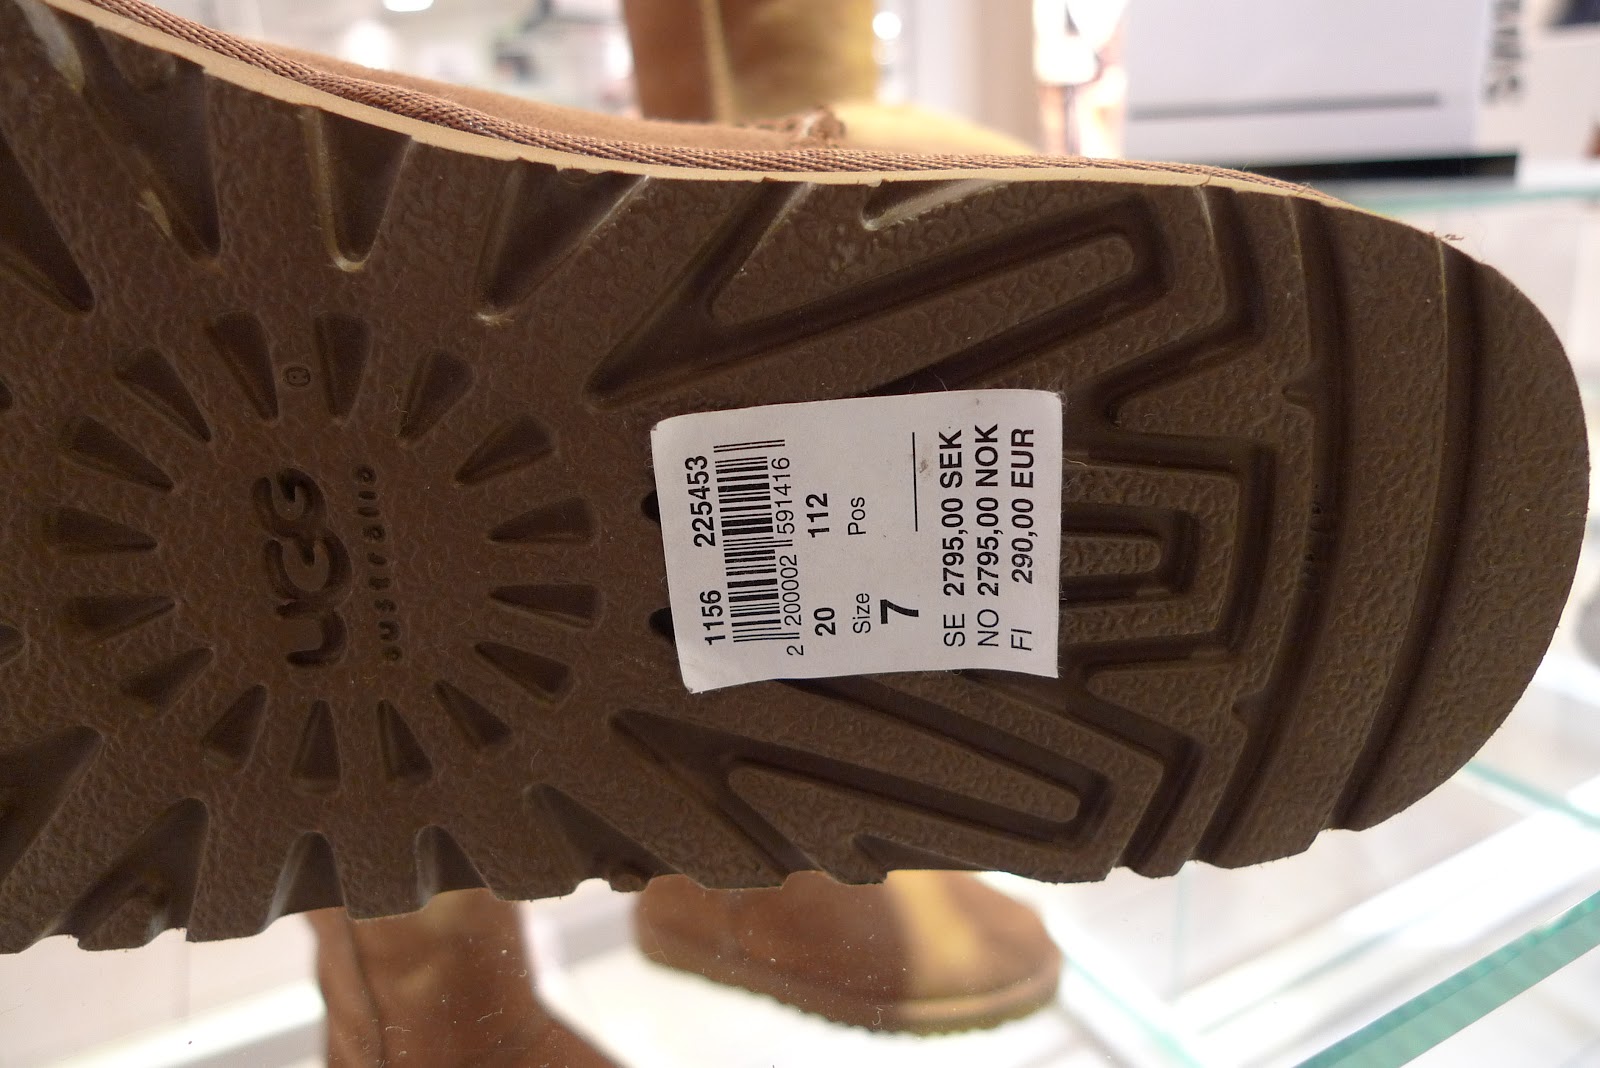 UGG
®
australia
1156 225453
2 200002 591416
20 112
Size Pos
7
SE 2795,00 SEK
NO 2795,00 NOK
FI 290,00 EUR